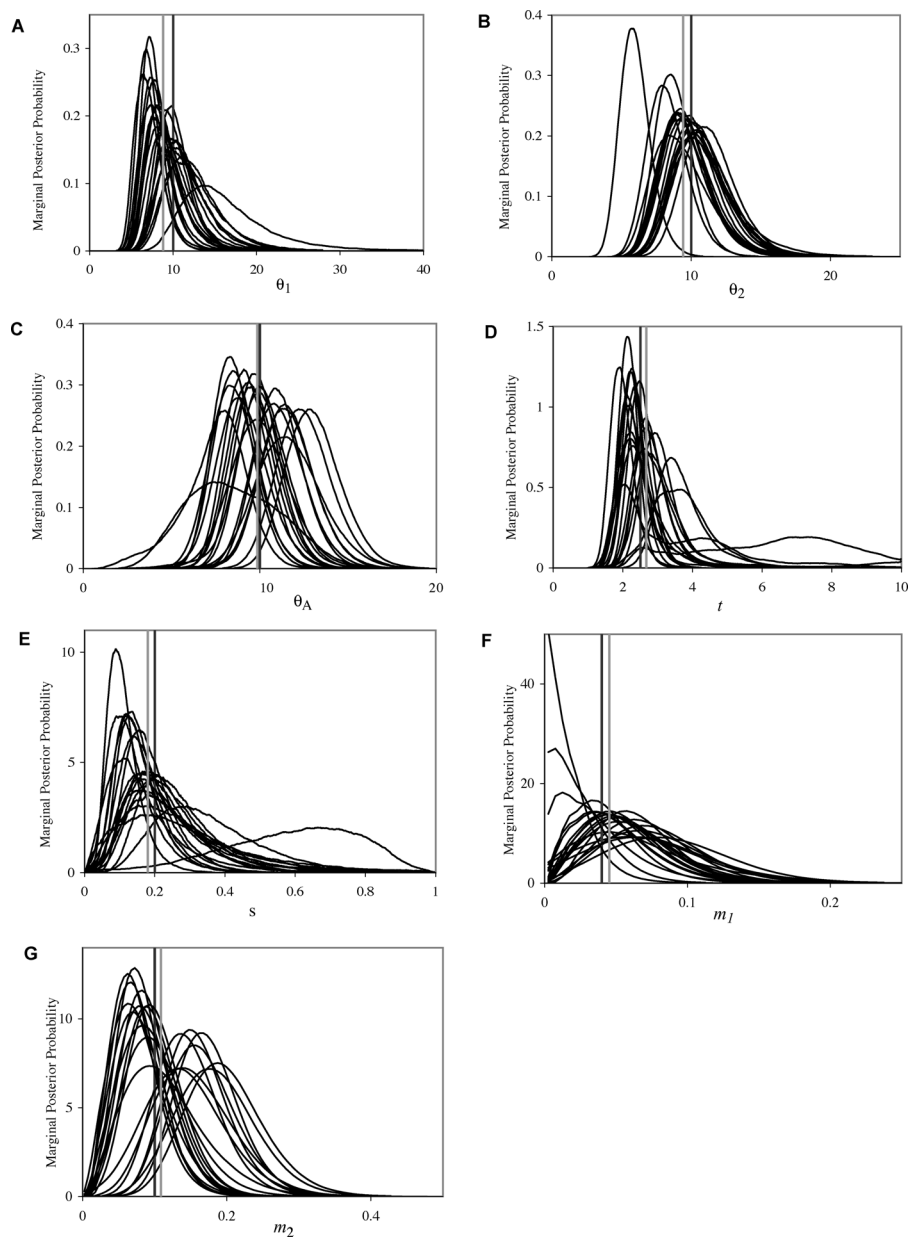 A
Marginal Posterior Probability
0.3
0.2
0.1
0
0 10 20 30 40
θ1
B
Marginal Posterior Probability
0.4
0.3
0.2
0.1
0
0 10 20
θ2
C
Marginal Posterior Probability
0.4
0.3
0.2
0.1
0
0 10 20
θA
D
Marginal Posterior Probability
1.5
1
0.5
0
0 2 4 6 8 10
t
E
Marginal Posterior Probability
10
5
0
0 0.2 0.4 0.6 0.8 1
s
F
Marginal Posterior Probability
40
20
0
0 0.1 0.2
m1
G
Marginal Posterior Probability
10
5
0
0 0.2 0.4
m2